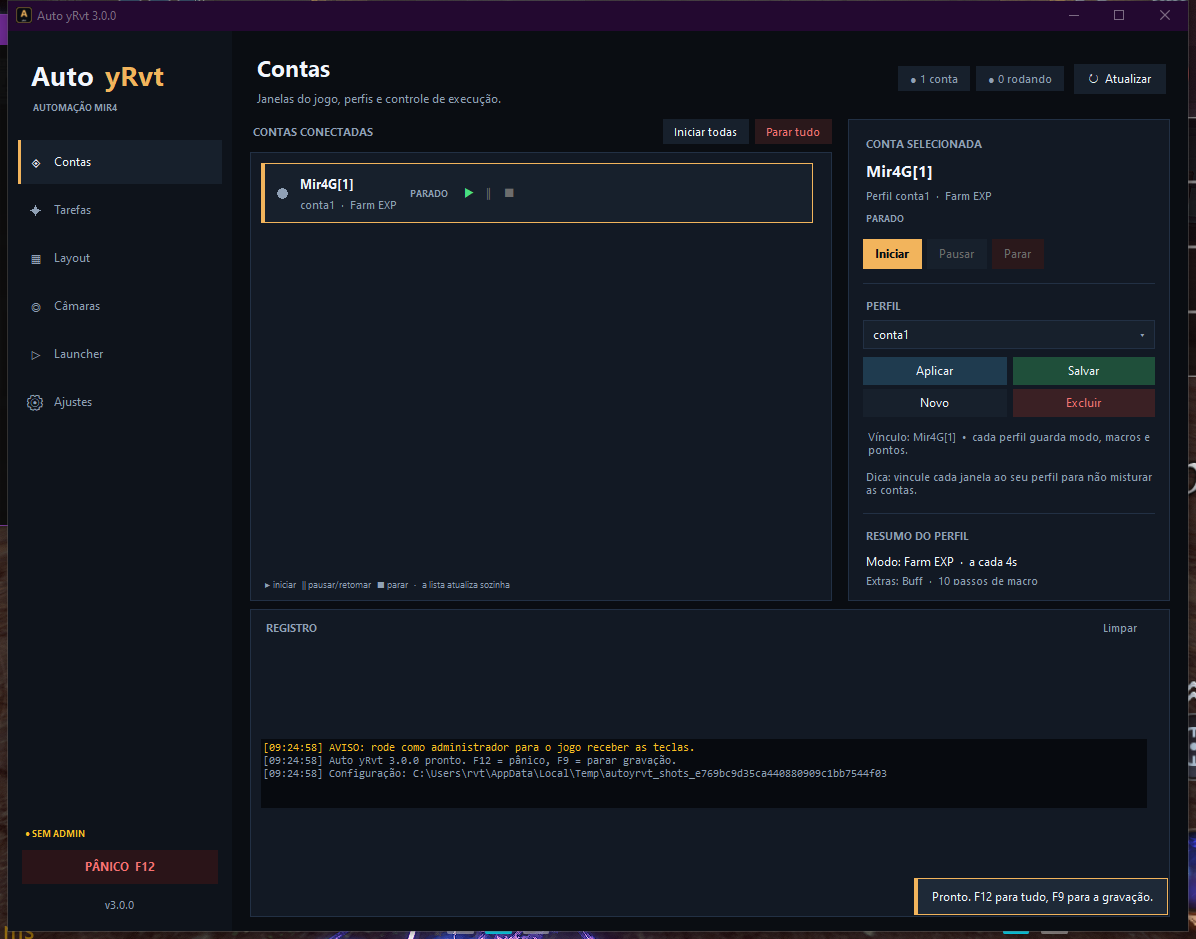 Auto yRvt 3.0.0
Auto yRvt
AUTOMAÇÃO MIR4
Contas
Tarefas
Layout
Câmaras
Launcher
Ajustes
• SEM ADMIN
PÂNICO F12
v3.0.0
Contas
Janelas do jogo, perfis e controle de execução.
● 1 conta
● 0 rodando
↻ Atualizar
CONTAS CONECTADAS
Iniciar todas
Parar tudo
Mir4G[1]
conta1 · Farm EXP
PARADO
▶ iniciar ‖ pausar/retomar ■ parar · a lista atualiza sozinha
CONTA SELECIONADA
Mir4G[1]
Perfil conta1 · Farm EXP
PARADO
Iniciar
Pausar
Parar
PERFIL
conta1
Aplicar
Salvar
Novo
Excluir
Vínculo: Mir4G[1] • cada perfil guarda modo, macros e
pontos.
Dica: vincule cada janela ao seu perfil para não misturar
as contas.
RESUMO DO PERFIL
Modo: Farm EXP · a cada 4s
Extras: Buff · 10 passos de macro
REGISTRO
Limpar
[09:24:58] AVISO: rode como administrador para o jogo receber as teclas.
[09:24:58] Auto yRvt 3.0.0 pronto. F12 = pânico, F9 = parar gravação.
[09:24:58] Configuração: C:\Users\rvt\AppData\Local\Temp\autoyrvt_shots_e769bc9d35ca440880909c1bb7544f03
Pronto. F12 para tudo, F9 para a gravação.
ms